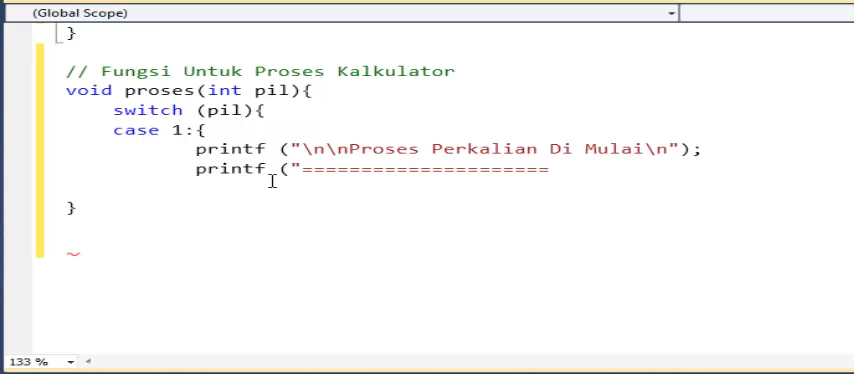 (Global Scope)
}
// Fungsi Untuk Proses Kalkulator
void proses(int pil){
switch (pil){
case 1:{
printf ("\n\nProses Perkalian Di Mulai\n");
printf ("=====================
}
133 %